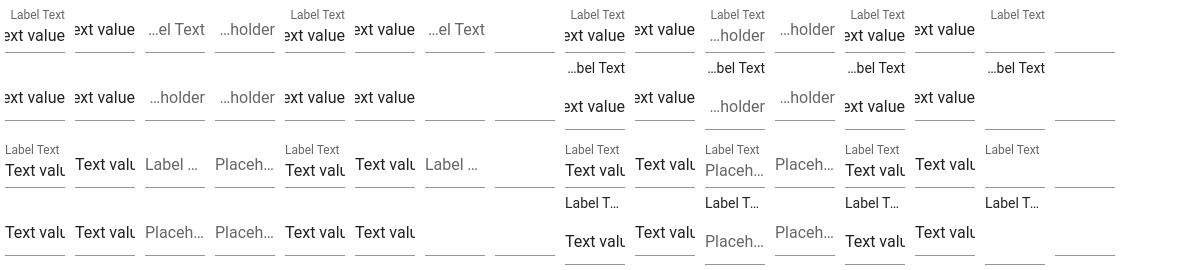 Label Text Label Text Label Text Label Text Label Text Label Text
ext value ext value …el Text …holder ext value ext value …el Text ext value ext value …holder …holder ext value ext value
…bel Text …bel Text …bel Text …bel Text
ext value ext value …holder …holder ext value ext value ext value ext value …holder …holder ext value ext value
Label Text Label Text Label Text Label Text Label Text Label Text
Text valu Text valu Label … Placeh… Text valu Text valu Label … Text valu Text valu Placeh… Placeh… Text valu Text valu
Label T… Label T… Label T… Label T…
Text valu Text valu Placeh… Placeh… Text valu Text valu Text valu Text valu Placeh… Placeh… Text valu Text valu